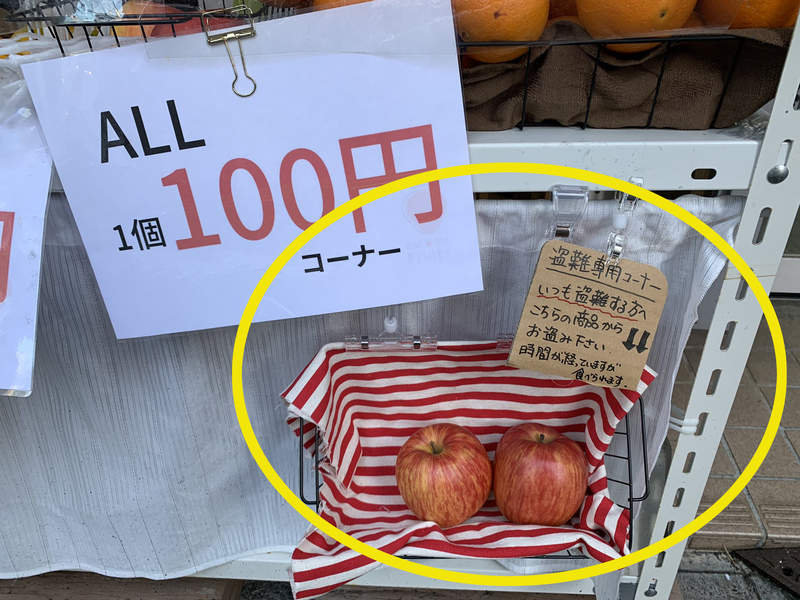 ALL
1個100円
コーナー
盗難専用コーナー
いつも盗難する方へ
こちらの商品から
お盗み下さい
時間が経っていますが
食べられます。